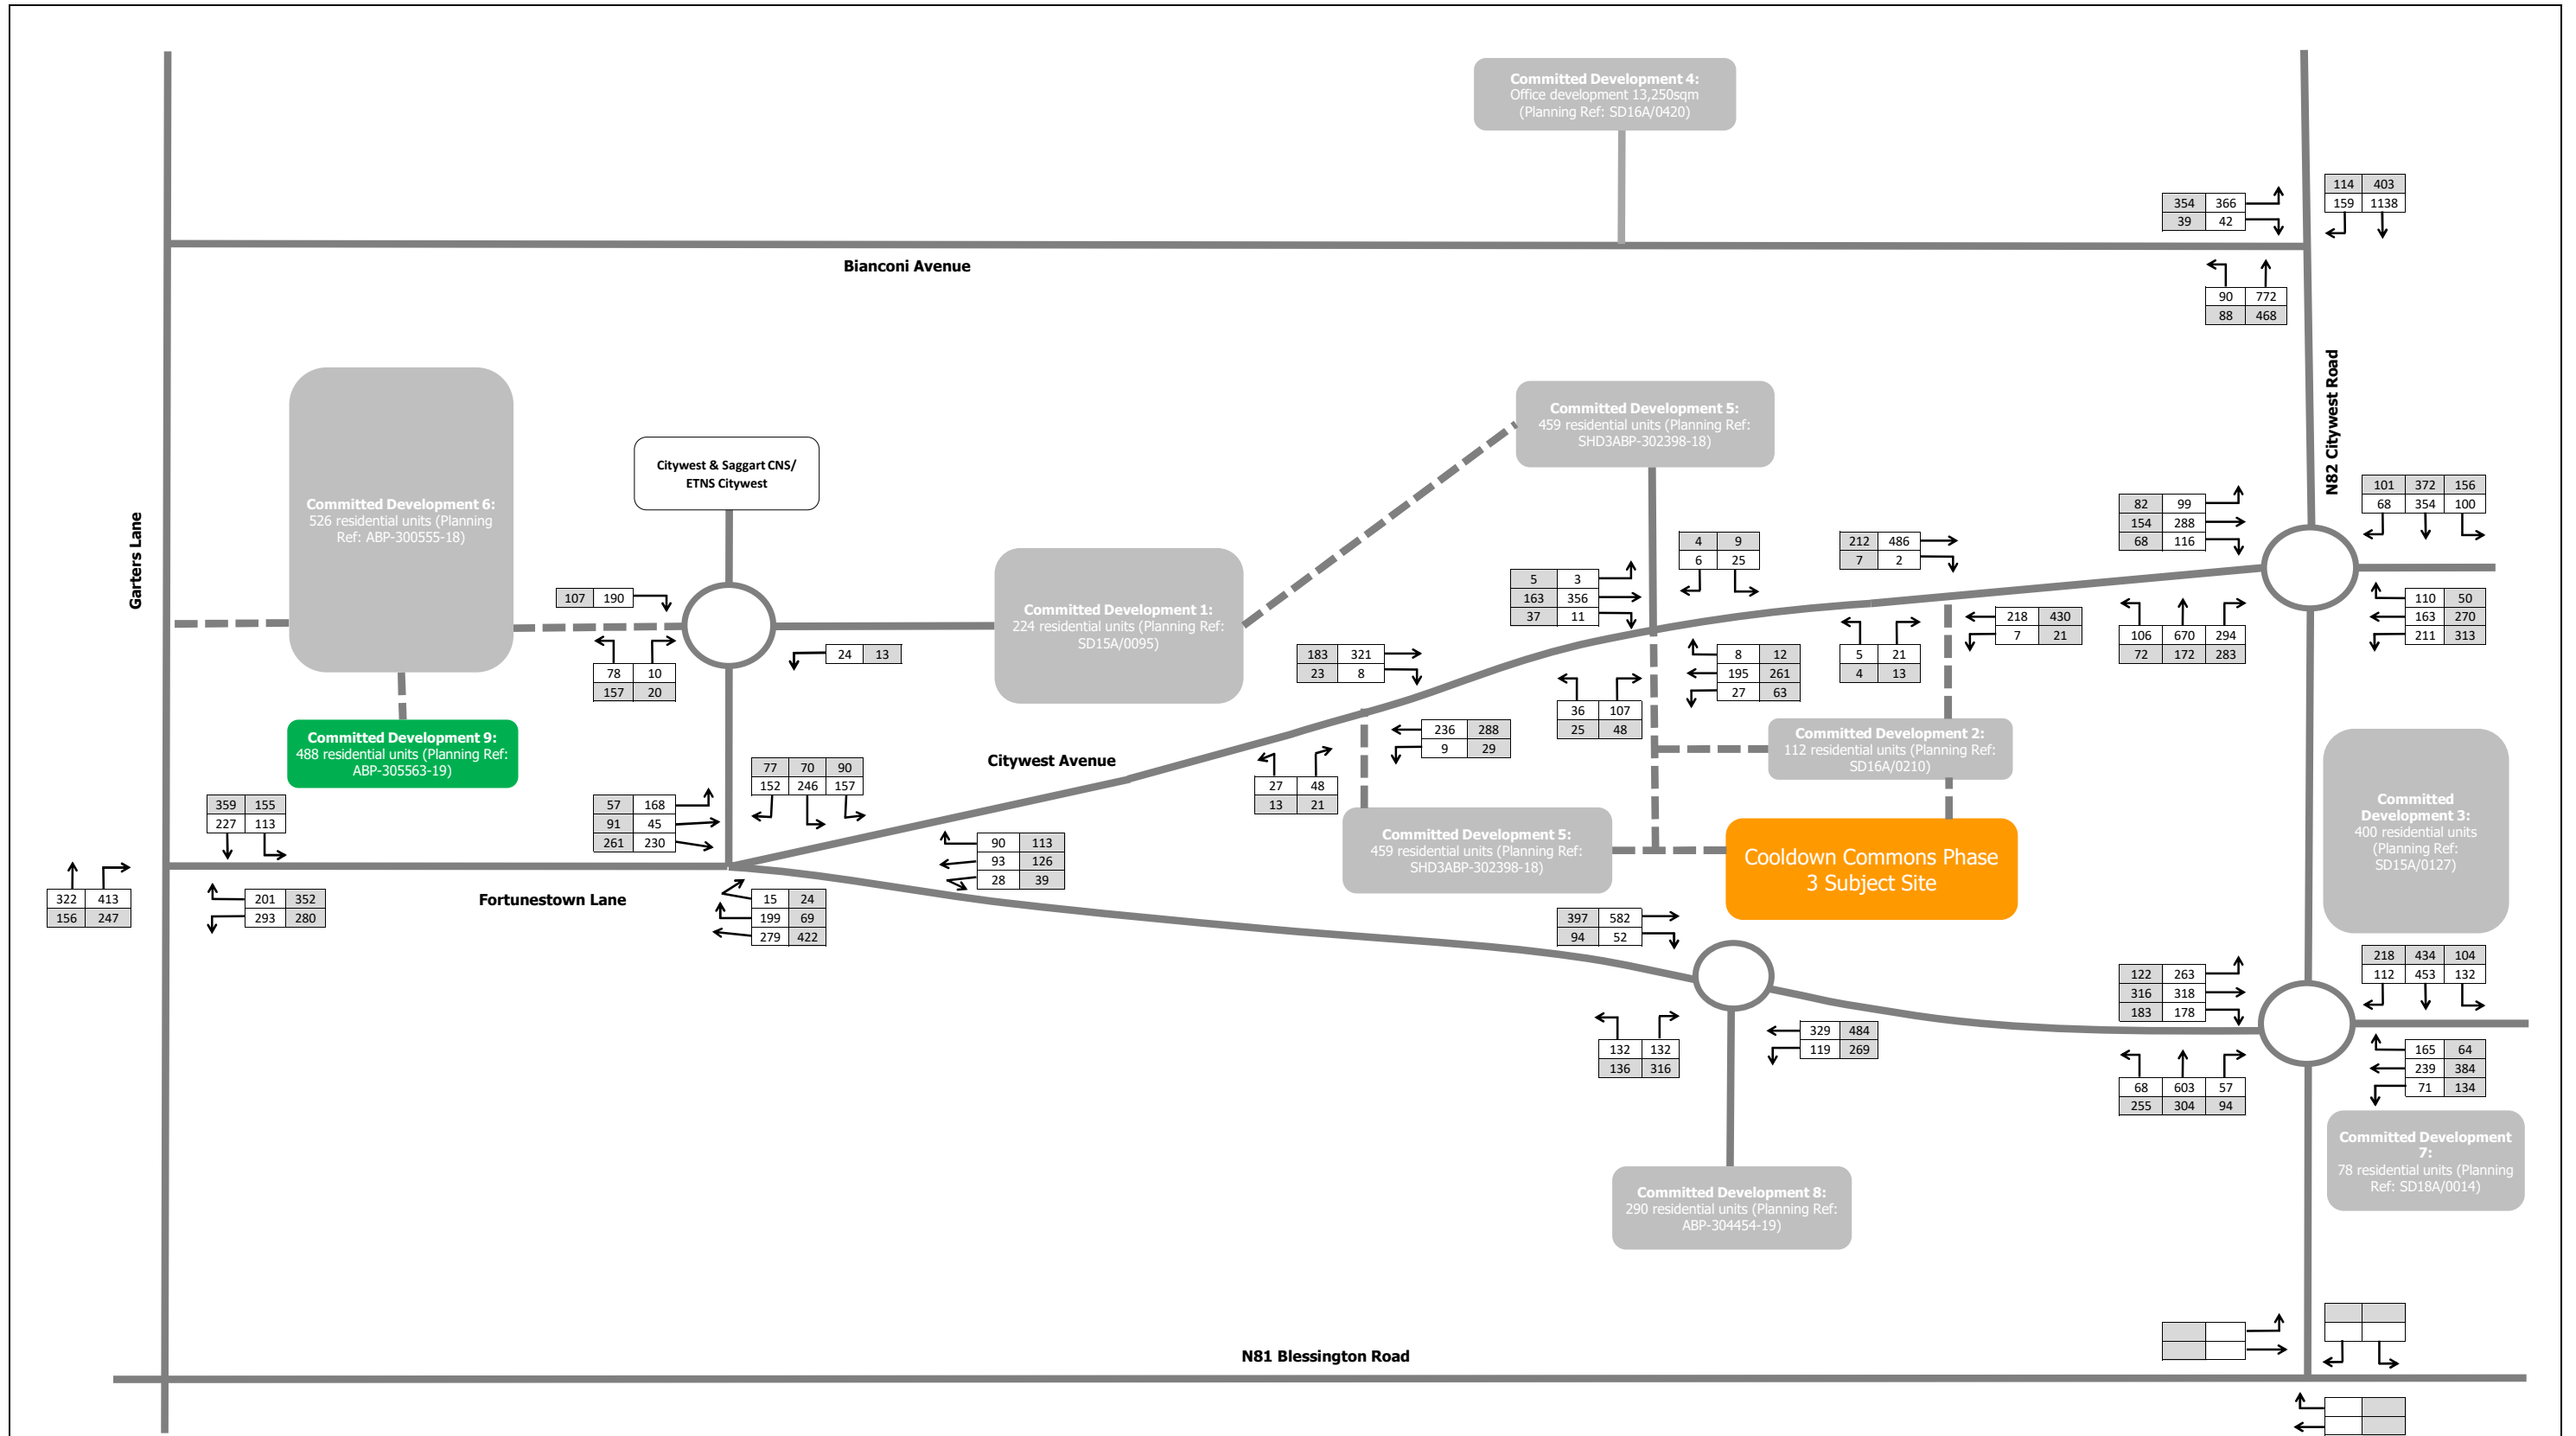 Committed Development 4:
Office development 13,250sqm
(Planning Ref: SD16A/0420)
114 403
159 1138
354 366
39 42
Bianconi Avenue
90 772
88 468
N82 Citywest Road
Committed Development 5:
459 residential units (Planning Ref:
SHD3ABP-302398-18)
Citywest & Saggart CNS/
ETNS Citywest
Committed Development 6:
526 residential units (Planning
Ref: ABP-300555-18)
Garters Lane
101 372 156
68 354 100
82 99
154 288
68 116
4 9
6 25
212 486
7 2
5 3
163 356
37 11
107 190
Committed Development 1:
224 residential units (Planning Ref:
SD15A/0095)
110 50
163 270
211 313
106 670 294
72 172 283
218 430
7 21
5 21
4 13
8 12
195 261
27 63
183 321
23 8
24 13
78 10
157 20
36 107
25 48
Committed Development 9:
488 residential units (Planning Ref:
ABP-305563-19)
236 288
9 29
Committed Development 2:
112 residential units (Planning Ref:
SD16A/0210)
Citywest Avenue
77 70 90
152 246 157
27 48
13 21
Committed
Development 3:
400 residential units
(Planning Ref:
SD15A/0127)
359 155
227 113
57 168
91 45
261 230
Committed Development 5:
459 residential units (Planning Ref:
SHD3ABP-302398-18)
Cooldown Commons Phase
3 Subject Site
90 113
93 126
28 39
322 413
156 247
201 352
293 280
Fortunestown Lane
15 24
199 69
279 422
397 582
94 52
218 434 104
112 453 132
122 263
316 318
183 178
329 484
119 269
132 132
136 316
165 64
239 384
71 134
68 603 57
255 304 94
Committed Development
7:
78 residential units (Planning
Ref: SD18A/0014)
Committed Development 8:
290 residential units (Planning Ref:
ABP-304454-19)
N81 Blessington Road